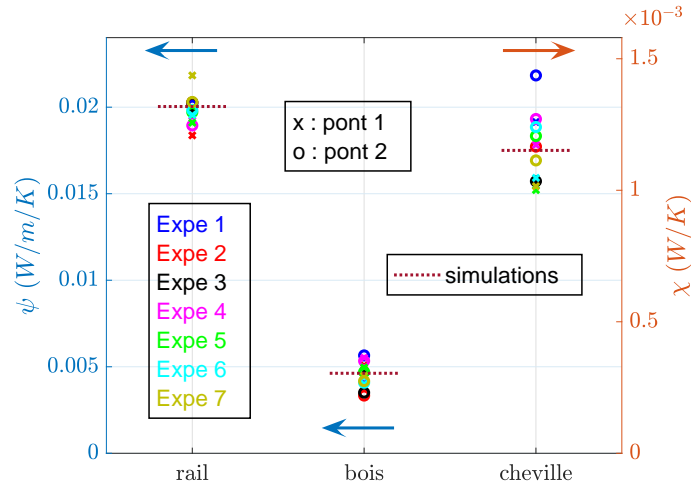 ×10⁻³
ψ (W/m/K)
0.02
0.015
0.01
0.005
0
x : pont 1
o : pont 2
Expe 1
Expe 2
Expe 3
Expe 4
Expe 5
Expe 6
Expe 7
simulations
1.5
1
0.5
0
χ (W/K)
rail bois cheville